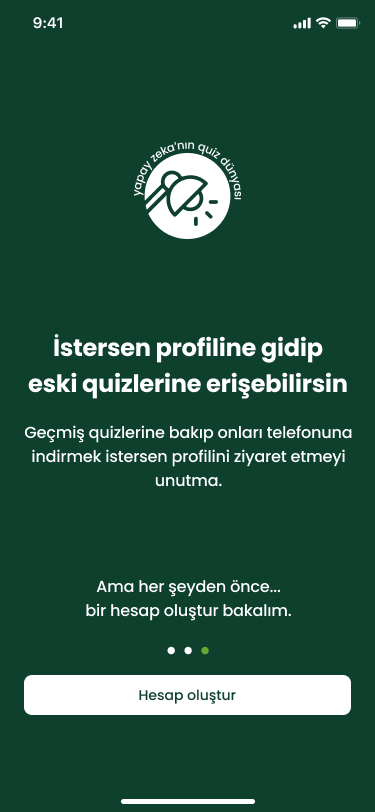 9:41
yapay zeka'nın quiz dünyası
İstersen profiline gidip
eski quizlerine erişebilirsin
Geçmiş quizlerine bakıp onları telefonuna
indirmek istersen profilini ziyaret etmeyi
unutma.
Ama her şeyden önce...
bir hesap oluştur bakalım.
Hesap oluştur